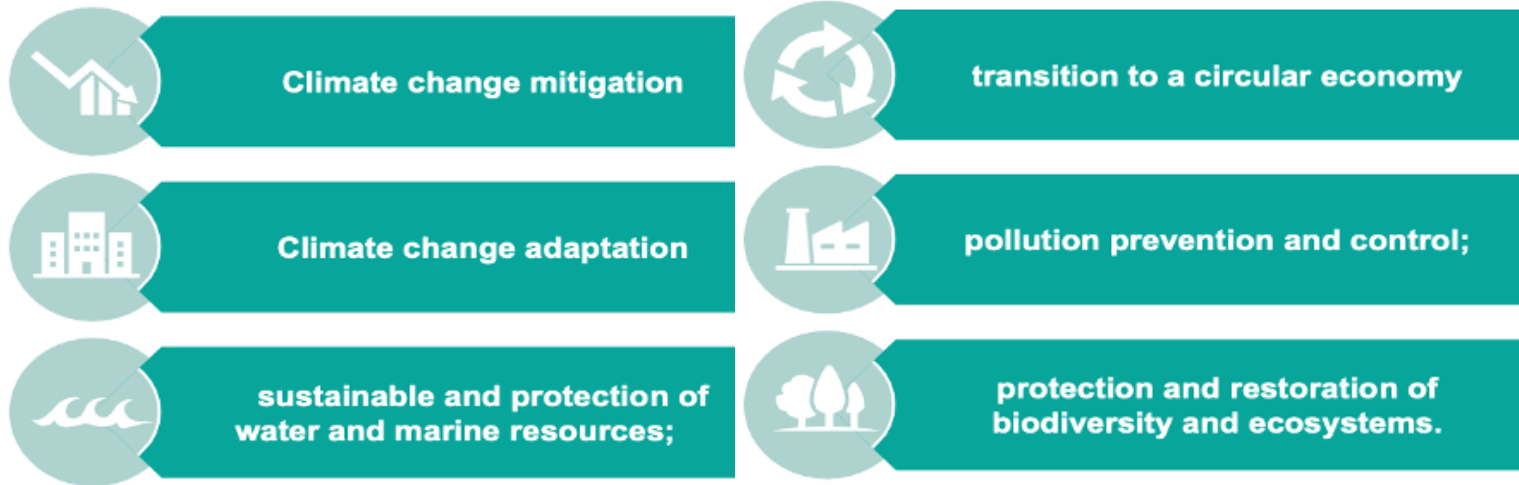 Climate change mitigation
Climate change adaptation
sustainable and protection of
water and marine resources;
transition to a circular economy
pollution prevention and control;
protection and restoration of
biodiversity and ecosystems.